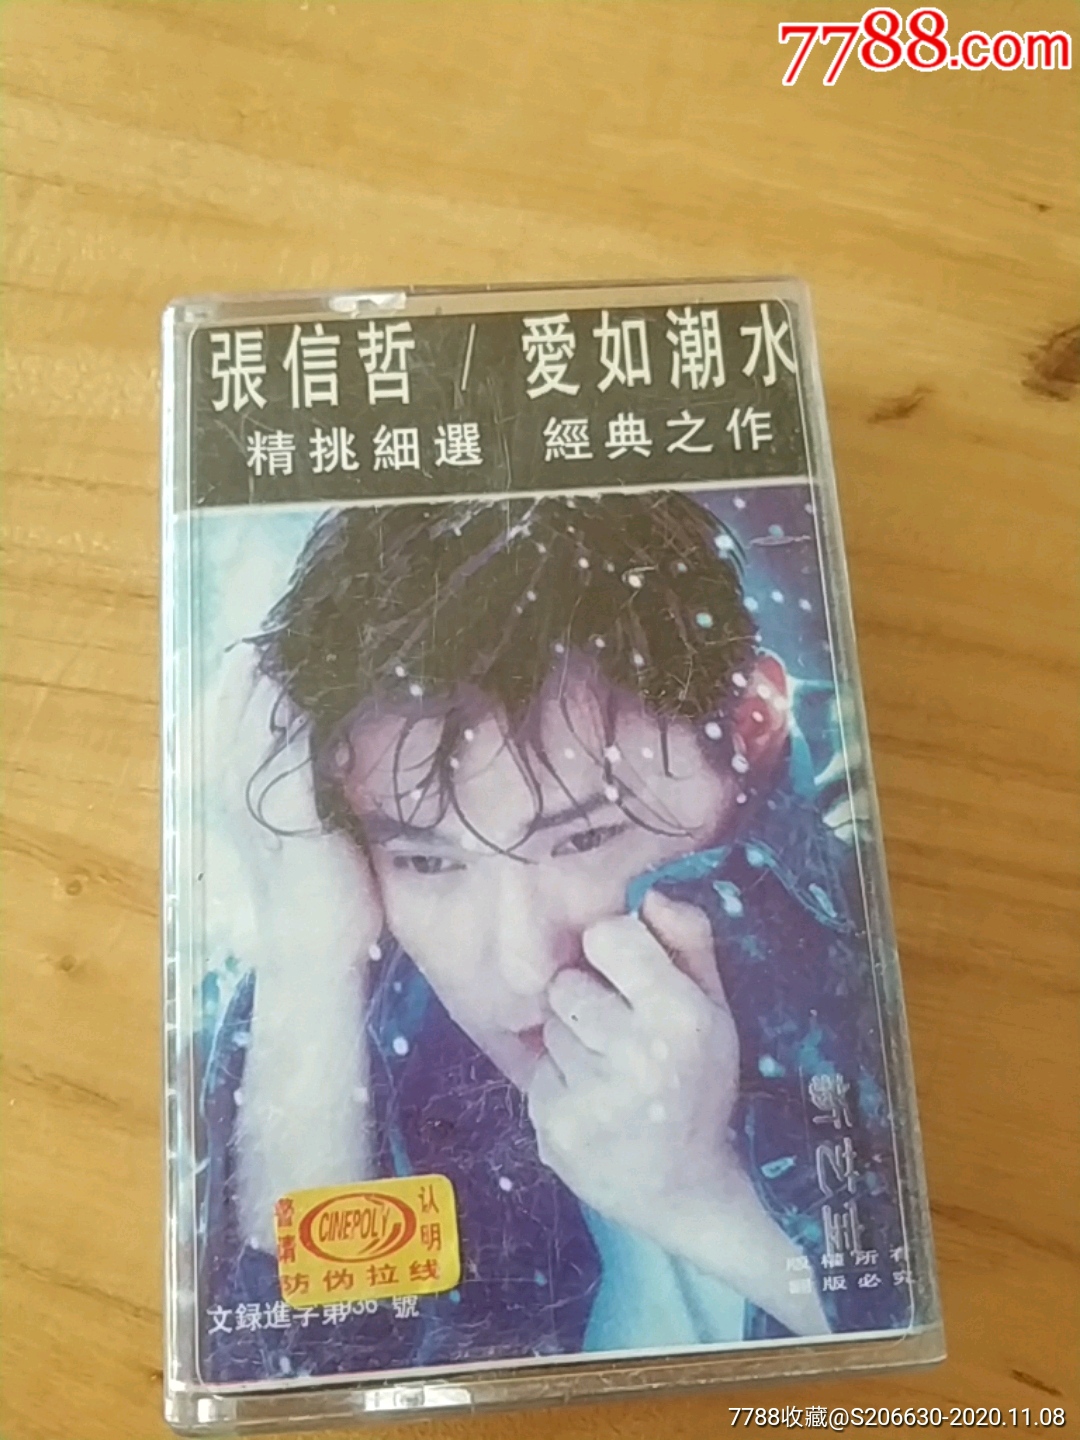 7788.com
張信哲 / 愛如潮水
精挑細選 經典之作
CINEPOLY
认明
防伪拉线
文録進字第936 號
版權所有
翻版必究
7788收藏@S206630-2020.11.08